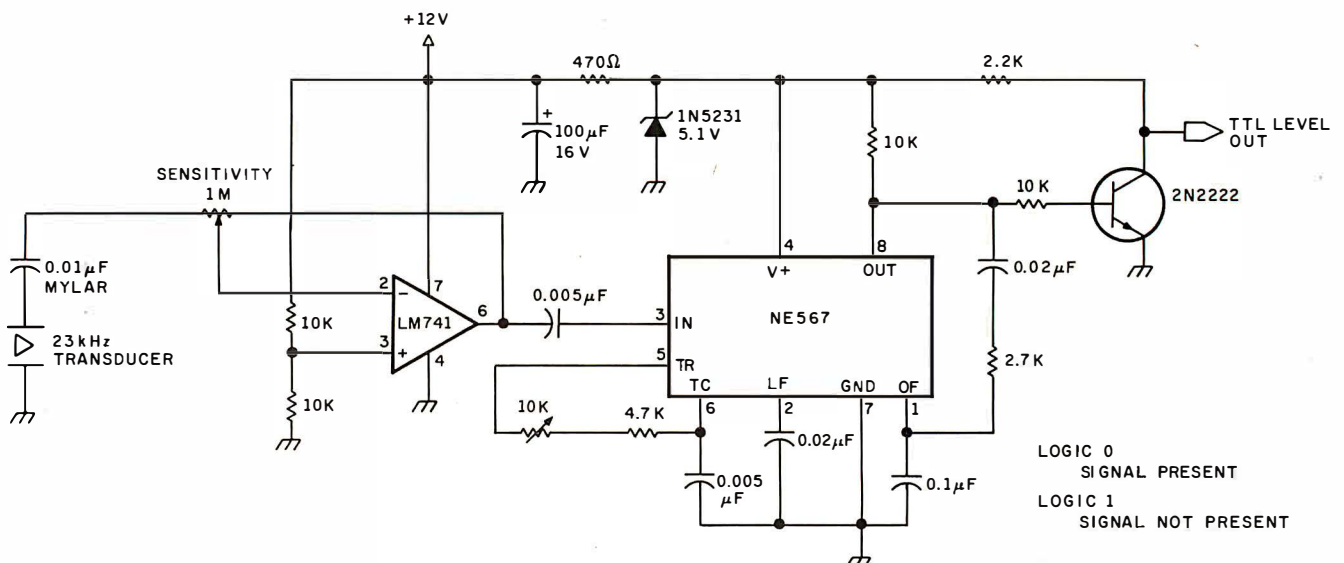 +12V
470Ω
2.2K
+
100µF
16V
1N5231
5.1V
10K
TTL LEVEL
OUT
SENSITIVITY
1M
10K
2N2222
0.01µF
MYLAR
2
−
7
LM741
6
3
+
4
10K
10K
23kHz
TRANSDUCER
0.005µF
4
V+
8
OUT
0.02µF
3
IN
NE567
5
TR
TC
LF
GND
OF
6
2
7
1
2.7K
10K
4.7K
0.02µF
0.005
µF
0.1µF
LOGIC 0
SIGNAL PRESENT
LOGIC 1
SIGNAL NOT PRESENT